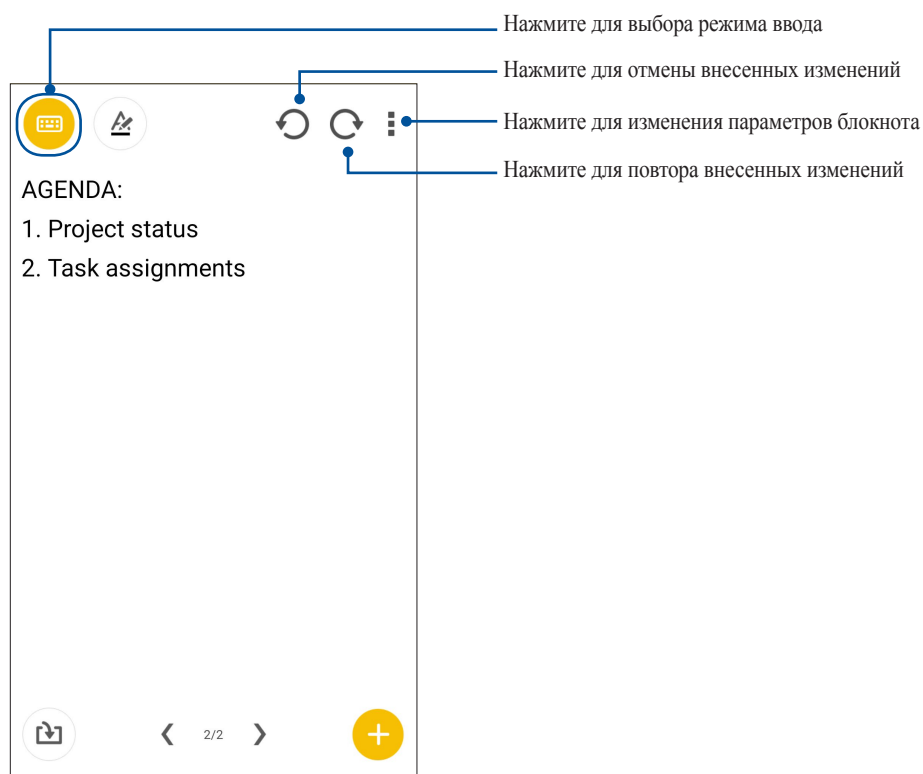 Нажмите для выбора режима ввода
Нажмите для отмены внесенных изменений
Нажмите для изменения параметров блокнота
Нажмите для повтора внесенных изменений
AGENDA:
1. Project status
2. Task assignments
2/2